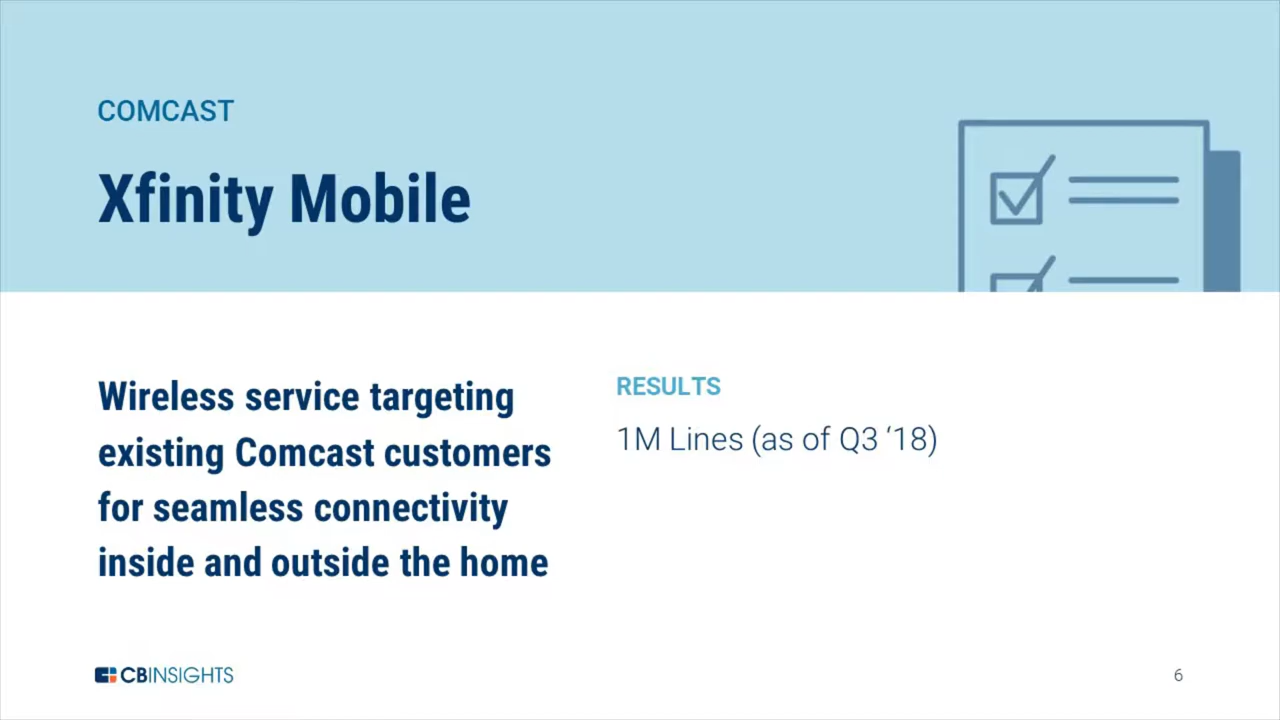 COMCAST
Xfinity Mobile
Wireless service targeting
existing Comcast customers
for seamless connectivity
inside and outside the home
RESULTS
1M Lines (as of Q3 ‘18)
CBINSIGHTS
6